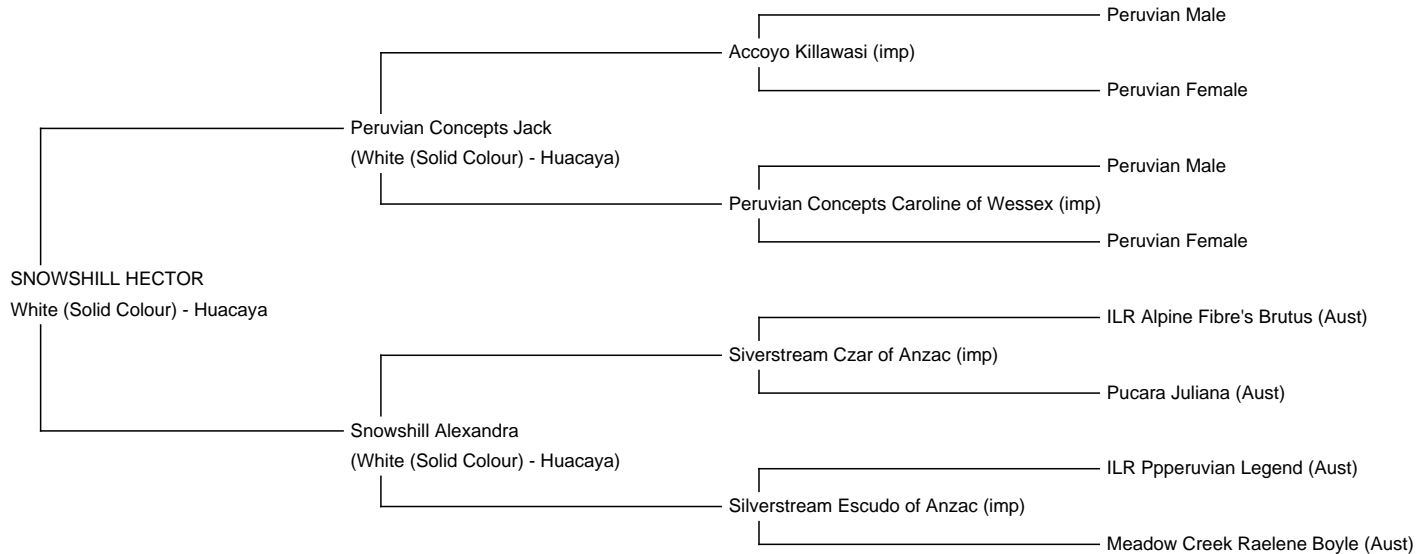 Peruvian Male
Accoyo Killawasi (imp)
Peruvian Female
Peruvian Concepts Jack
(White (Solid Colour) - Huacaya)
Peruvian Male
Peruvian Concepts Caroline of Wessex (imp)
Peruvian Female
SNOWSHILL HECTOR
White (Solid Colour) - Huacaya
ILR Alpine Fibre's Brutus (Aust)
Siverstream Czar of Anzac (imp)
Pucara Juliana (Aust)
Snowshill Alexandra
(White (Solid Colour) - Huacaya)
ILR Ppperuvian Legend (Aust)
Silverstream Escudo of Anzac (imp)
Meadow Creek Raelene Boyle (Aust)